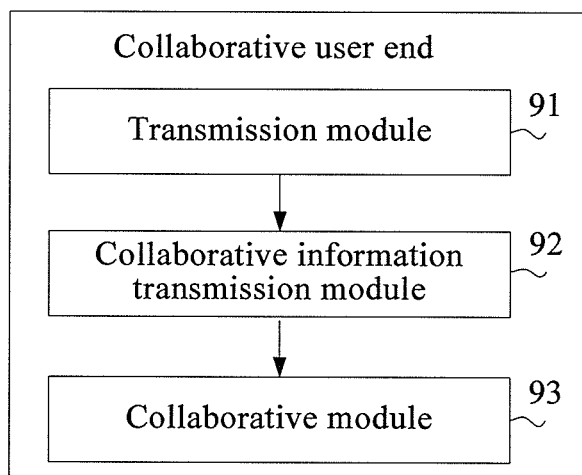 Collaborative user end
91
Transmission module
92
Collaborative information
transmission module
93
Collaborative module